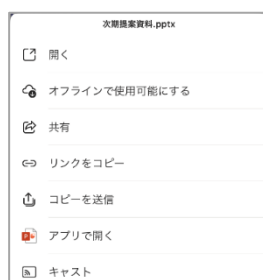 次期提案資料.pptx
開く
オフラインで使用可能にする
共有
リンクをコピー
コピーを送信
アプリで開く
キャスト